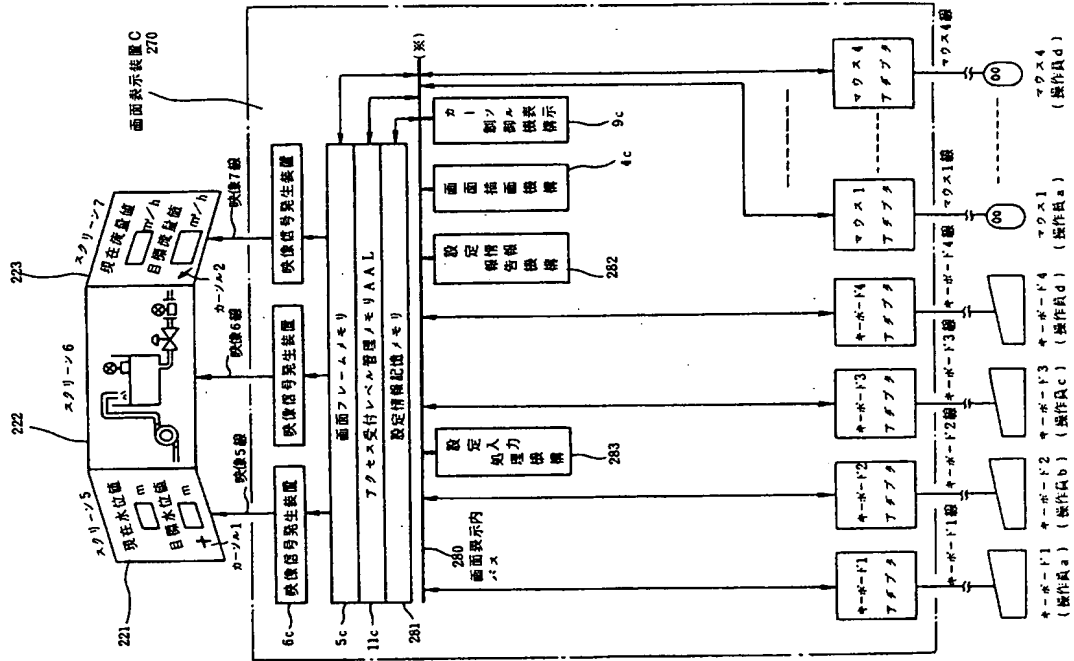 画面表示装置C
270
223
222
221
スクリーン7
現在流量値
m³/h
目標流量値
m³/h
カーソル2
スクリーン6
スクリーン5
現在水位値
m
目標水位値
m
カーソル1
映像7線
映像6線
映像5線
映像信号発生装置
映像信号発生装置
映像信号発生装置
6c
画面フレームメモリ
5c
アクセス受付レベル管理メモリAAL
11c
設定情報記憶メモリ
281
(※)
カーソル表示
制御機構
9c
画面描画機構
4c
設定情報
報告機構
282
設定入力
処理機構
283
280
画面表示内
バス
マウス4
アダプタ
マウス4線
マウス4
(操作員d)
マウス1
アダプタ
マウス1線
マウス1
(操作員a)
キーボード4
アダプタ
キーボード4線
キーボード4
(操作員d)
キーボード3
アダプタ
キーボード3線
キーボード3
(操作員c)
キーボード2
アダプタ
キーボード2線
キーボード2
(操作員b)
キーボード1
アダプタ
キーボード1線
キーボード1
(操作員a)